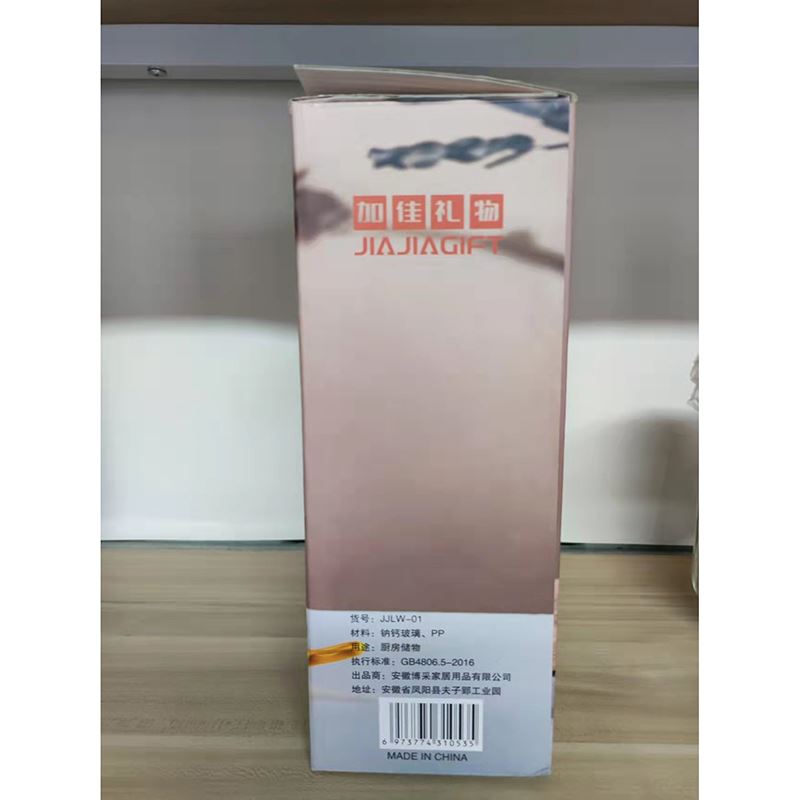 加佳礼物
JIAJIAGIFT
货号：JJLW-01
材料：钠钙玻璃、PP
用途：厨房储物
执行标准：GB4806.5-2016
出品商：安徽博采家居用品有限公司
地址：安徽省凤阳县夫子郢工业园
6 973774 310535
MADE IN CHINA